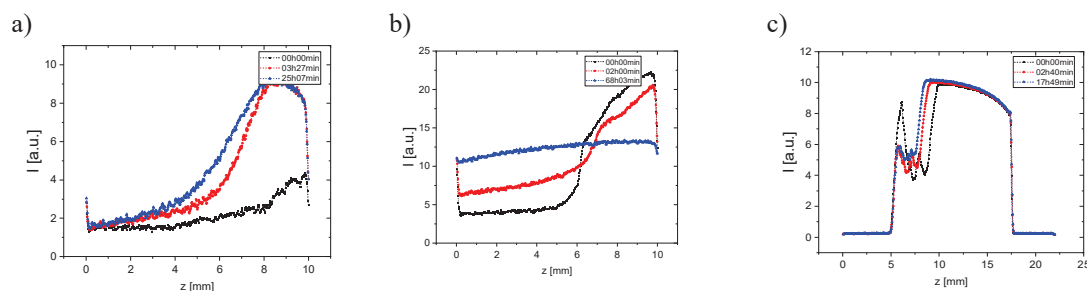 a)
I [a.u.]
10
8
6
4
2
0
0 2 4 6 8 10
z [mm]
00h00min
03h27min
25h07min
b)
I [a.u.]
25
20
15
10
5
0
0 2 4 6 8 10
z [mm]
00h00min
02h00min
68h03min
c)
I [a.u.]
12
10
8
6
4
2
0
0 5 10 15 20 25
z [mm]
00h00min
02h40min
17h49min